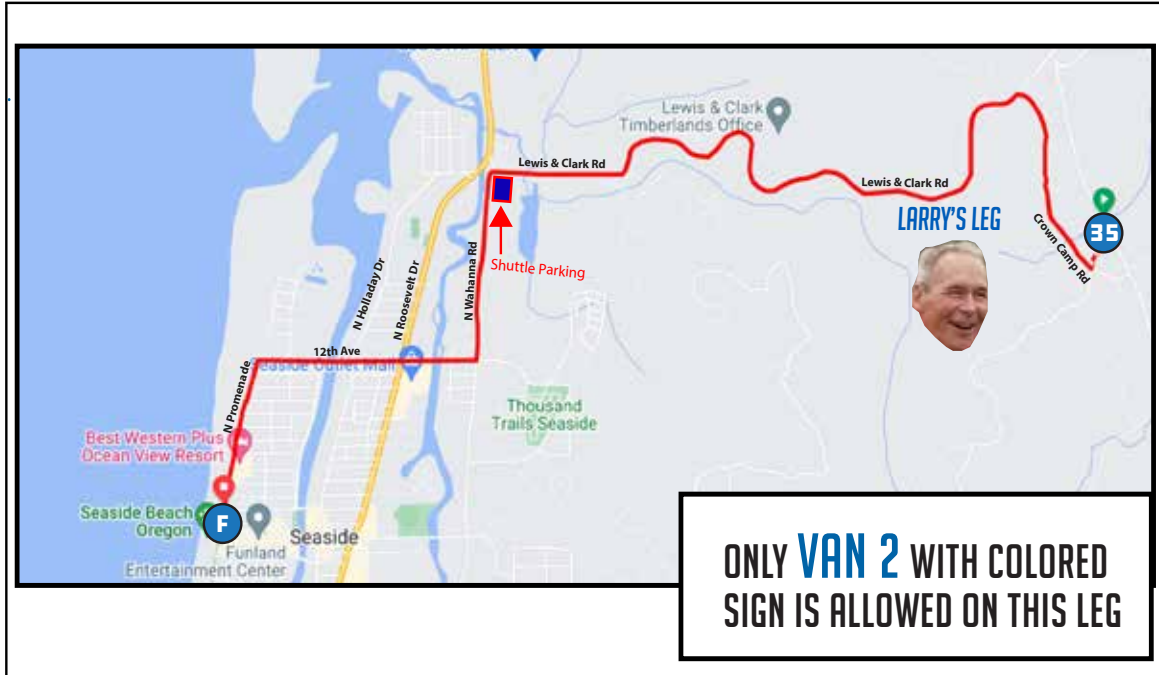 Lewis & Clark
Timberlands Office
Lewis & Clark Rd
Lewis & Clark Rd
LARRY'S LEG
35
Crown Camp Rd
Shuttle Parking
N Holladay Dr
N Roosevelt Dr
N Wahanna Rd
12th Ave
Seaside Outlet Mall
N Promenade
Thousand
Trails Seaside
Best Western Plus
Ocean View Resort
Seaside Beach
Oregon
F
Funland
Entertainment Center
Seaside
ONLY VAN 2 WITH COLORED
SIGN IS ALLOWED ON THIS LEG